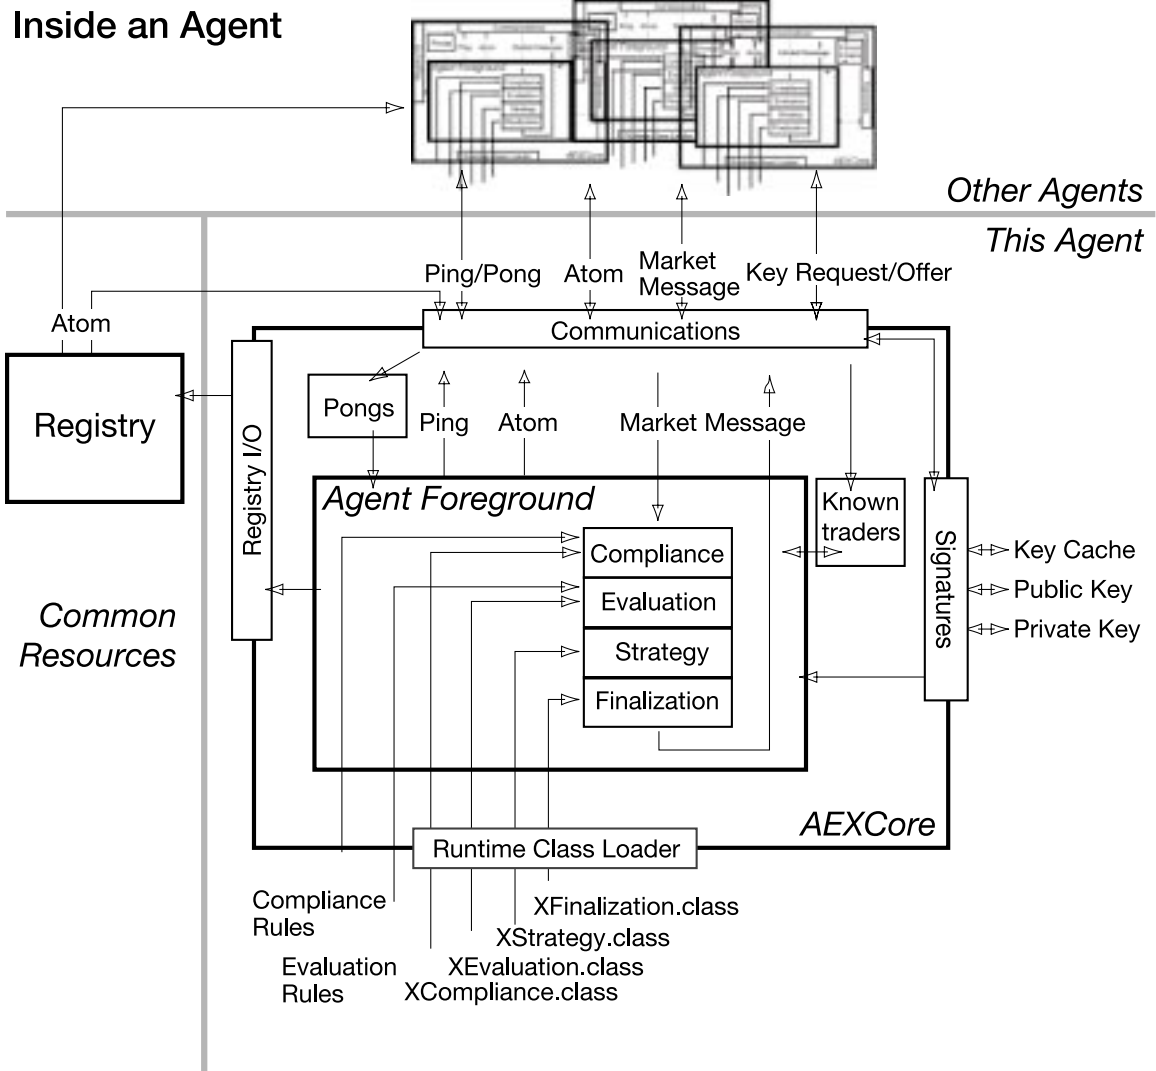 Inside an Agent
Other Agents
This Agent
Ping/Pong
Atom
Market
Message
Key Request/Offer
Atom
Communications
Registry
Registry I/O
Pongs
Ping
Atom
Market Message
Agent Foreground
Known
traders
Signatures
Compliance
Evaluation
Strategy
Finalization
Key Cache
Public Key
Private Key
Common
Resources
AEXCore
Runtime Class Loader
Compliance
Rules
XFinalization.class
XStrategy.class
Evaluation
Rules
XEvaluation.class
XCompliance.class